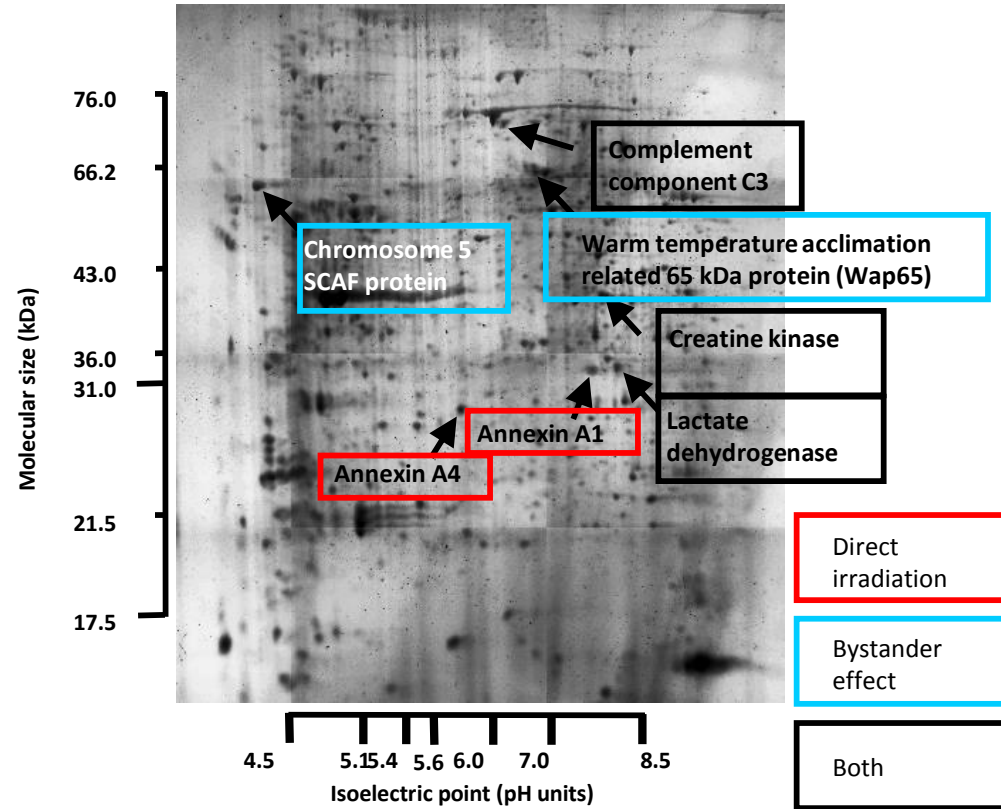 76.0
66.2
43.0
36.0
31.0
21.5
17.5
Molecular size (kDa)
Complement
component C3
Chromosome 5
SCAF protein
Warm temperature acclimation
related 65 kDa protein (Wap65)
Creatine kinase
Annexin A1
Lactate
dehydrogenase
Annexin A4
Direct
irradiation
Bystander
effect
Both
4.5 5.1 5.4 5.6 6.0 7.0 8.5
Isoelectric point (pH units)